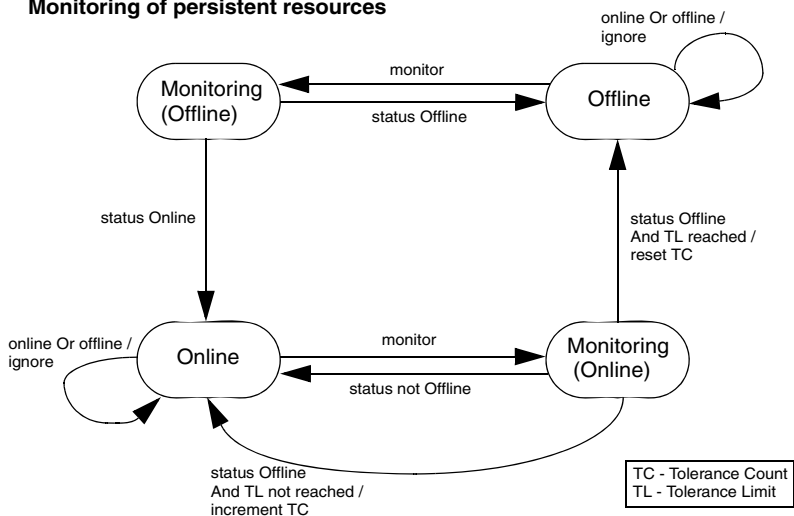 Monitoring of persistent resources
online Or offline /
ignore
Monitoring
(Offline)
monitor
status Offline
Offline
status Online
status Offline
And TL reached /
reset TC
online Or offline /
ignore
Online
monitor
status not Offline
Monitoring
(Online)
status Offline
And TL not reached /
increment TC
TC - Tolerance Count
TL - Tolerance Limit